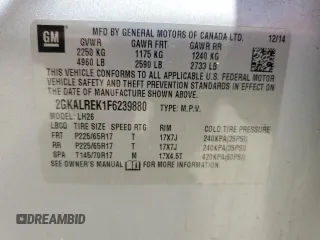 GM
MFD BY GENERAL MOTORS OF CANADA LTD. 12/14
GVWR GAWR FRT GAWR RR
2250 KG 1175 KG 1240 KG
4960 LB 2590 LB 2733 LB
THIS VEHICLE CONFORMS TO ALL APPLICABLE U.S. FEDERAL
MOTOR VEHICLE SAFETY AND THEFT PREVENTION STANDARDS
IN EFFECT ON THE DATE OF MANUFACTURE SHOWN ABOVE.
2GKALREK1F6239880 TYPE: M.P.V.
MODEL: LH26
LBCQ TIRE SIZE SPEED RTG RIM COLD TIRE PRESSURE
FRT P225/65R17 T 17X7J 240KPA(35PSI)
RR P225/65R17 T 17X7J 240KPA(35PSI)
SPA T145/70R17 M 17X4.5T 420KPA(60PSI)
SEE OWNER'S MANUAL FOR MORE INFORMATION.
DREAMBID